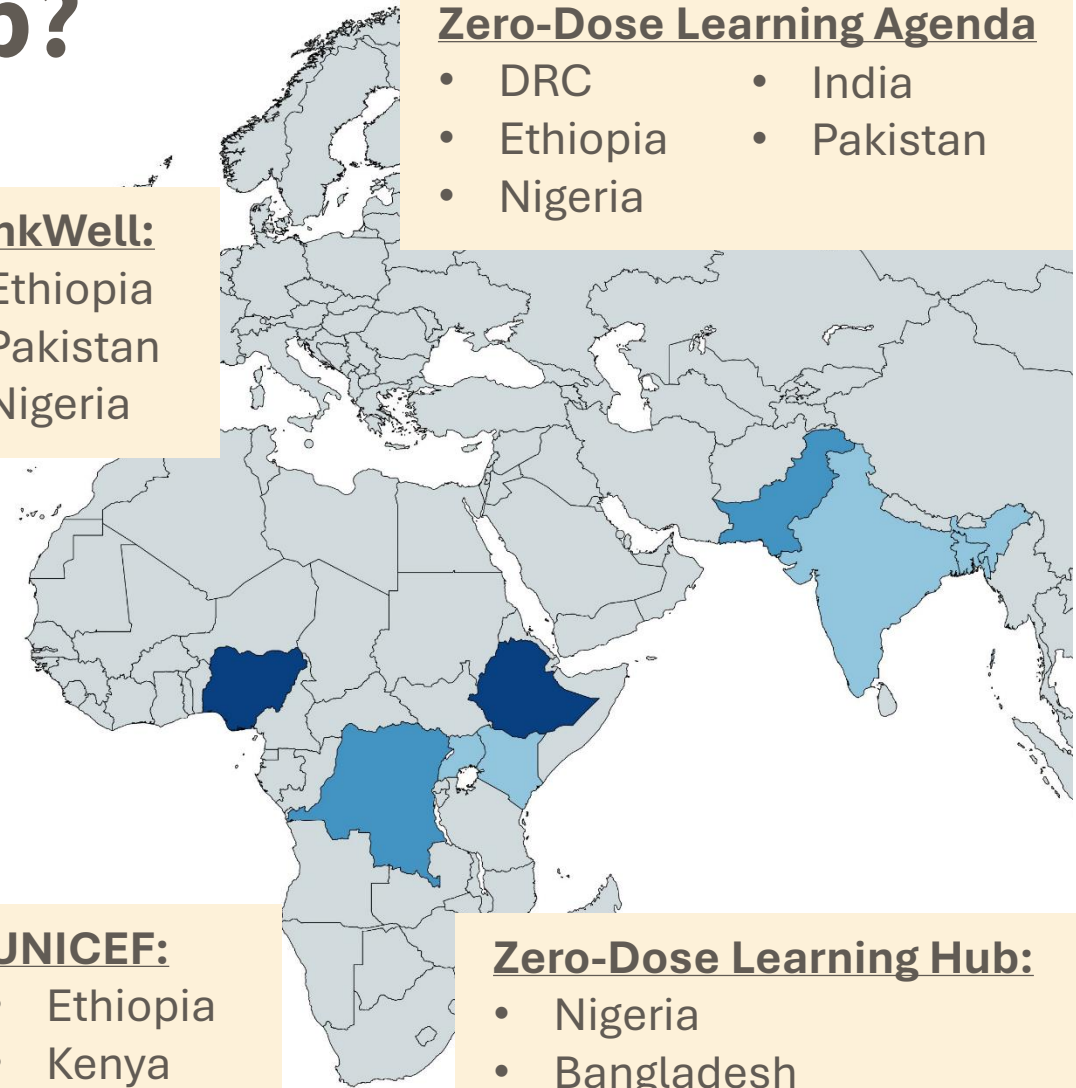 Zero-Dose Learning Agenda
• DRC
• Ethiopia
• Nigeria
• India
• Pakistan
nkWell:
Ethiopia
Pakistan
Nigeria
UNICEF:
• Ethiopia
• Kenya
Zero-Dose Learning Hub:
• Nigeria
• Bangladesh